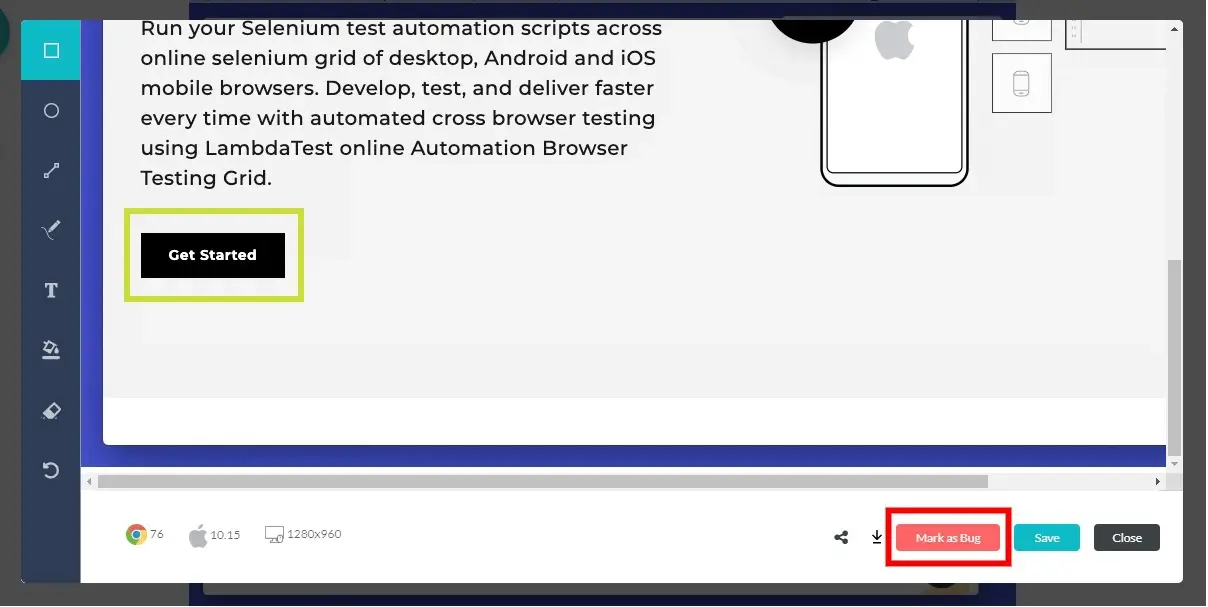 Run your Selenium test automation scripts across
online selenium grid of desktop, Android and iOS
mobile browsers. Develop, test, and deliver faster
every time with automated cross browser testing
using LambdaTest online Automation Browser
Testing Grid.
Get Started
T
76
10.15
1280x960
Mark as Bug
Save
Close